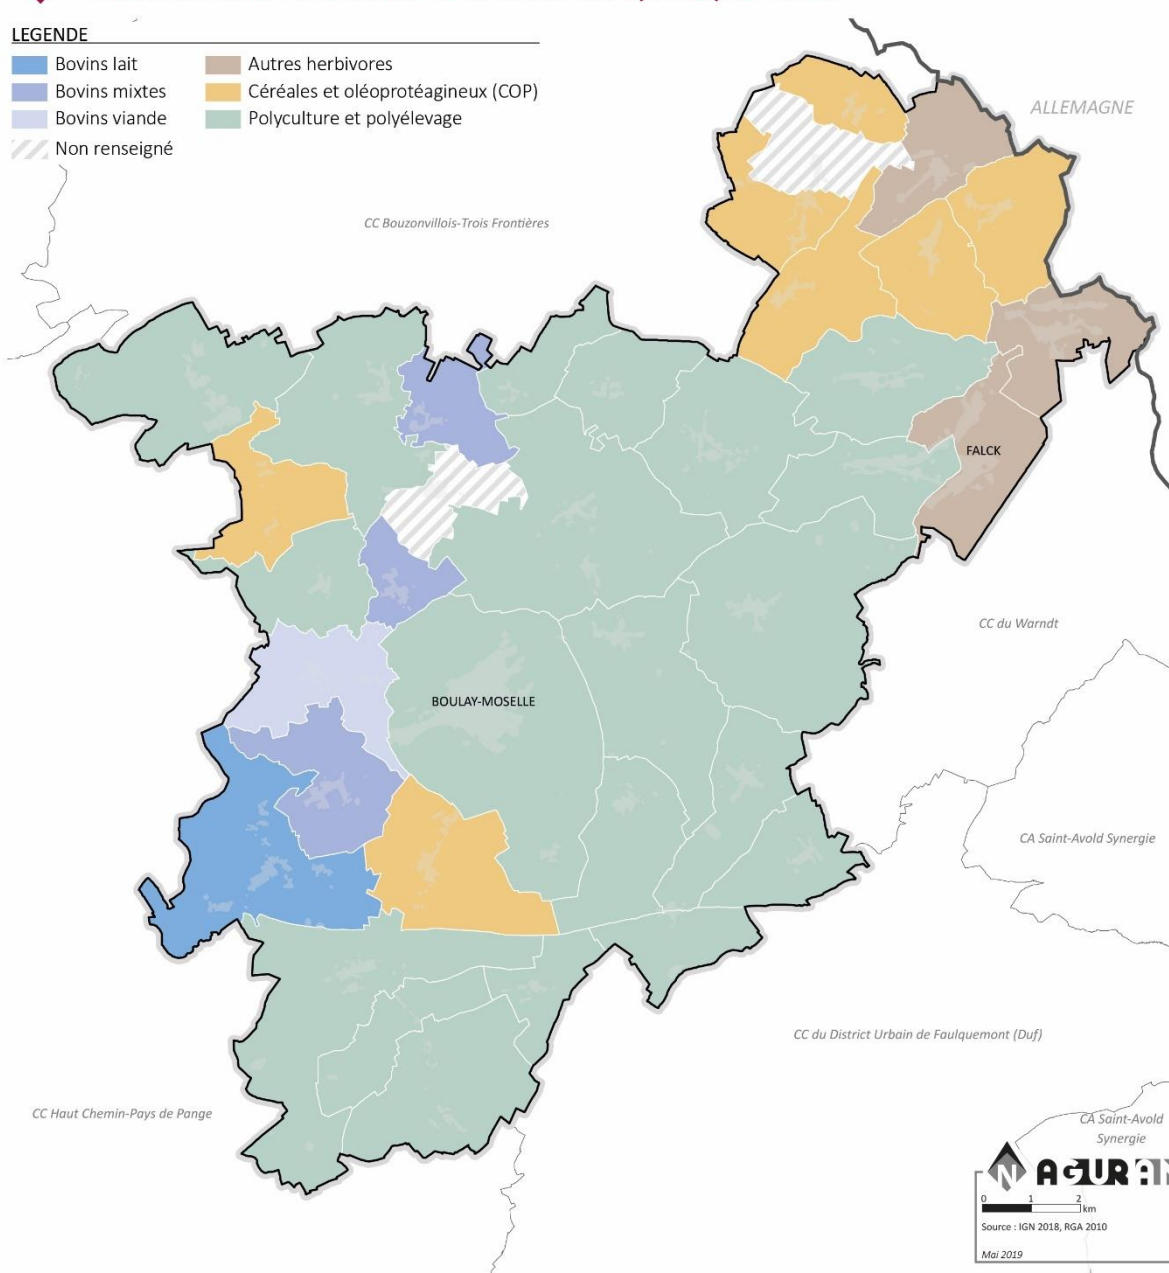 LEGENDE
Bovins lait
Bovins mixtes
Bovins viande
Non renseigné
Autres herbivores
Céréales et oléoprotéagineux (COP)
Polyculture et polyélevage
ALLEMAGNE
CC Bouzonvillois-Trois Frontières
FALCK
CC du Warndt
BOULAY-MOSELLE
CA Saint-Avold Synergie
CC du District Urbain de Faulquemont (Duf)
CC Haut Chemin-Pays de Pange
CA Saint-Avold
Synergie
N
AGURAM
0 1 2
km
Source : IGN 2018, RGA 2010
Mai 2019